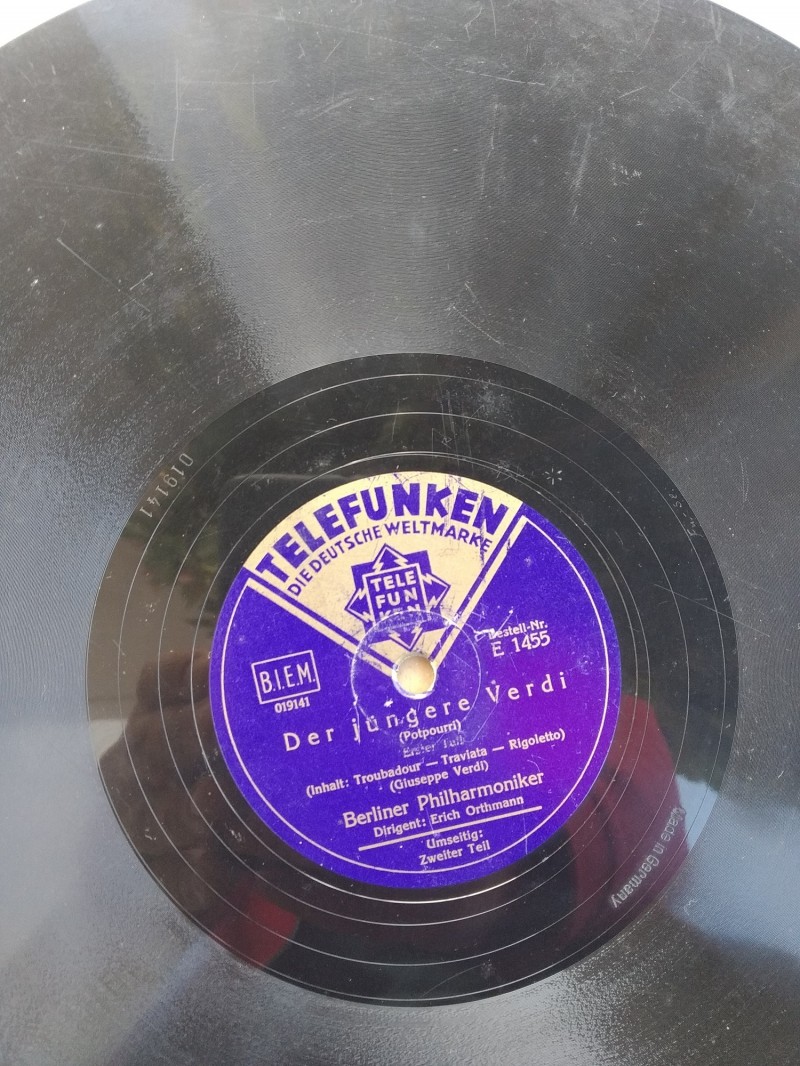 TELEFUNKEN
DIE DEUTSCHE WELTMARKE
TELE
FUN
KEN
Bestell-Nr.
E 1455
B.I.E.M.
019141
Der jüngere Verdi
(Potpourri)
Erster Teil
(Inhalt: Troubadour — Traviata — Rigoletto)
(Giuseppe Verdi)
Berliner Philharmoniker
Dirigent: Erich Orthmann
Umseitig:
Zweiter Teil
019141
Made in Germany